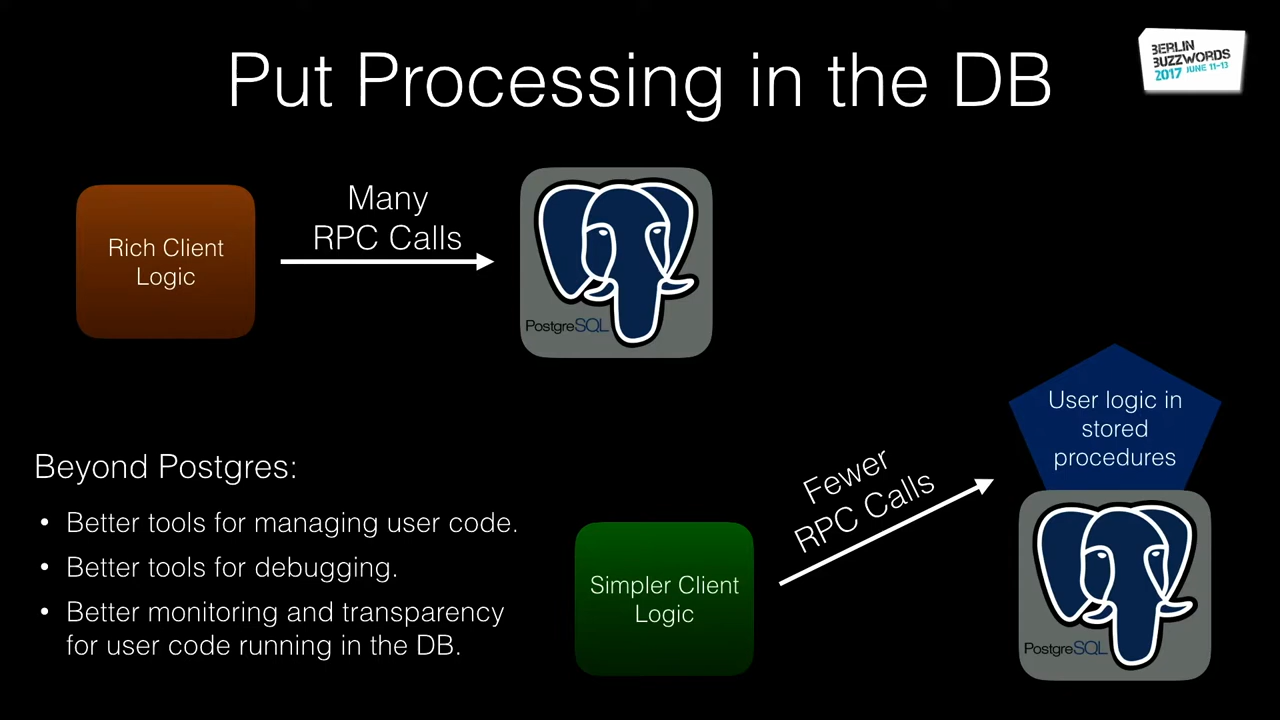 Put Processing in the DB
BERLIN
BUZZWORDS
2017 JUNE 11-13
Rich Client
Logic
Many
RPC Calls
PostgreSQL
User logic in
stored
procedures
Beyond Postgres:
• Better tools for managing user code.
• Better tools for debugging.
• Better monitoring and transparency
for user code running in the DB.
Simpler Client
Logic
Fewer
RPC Calls
PostgreSQL